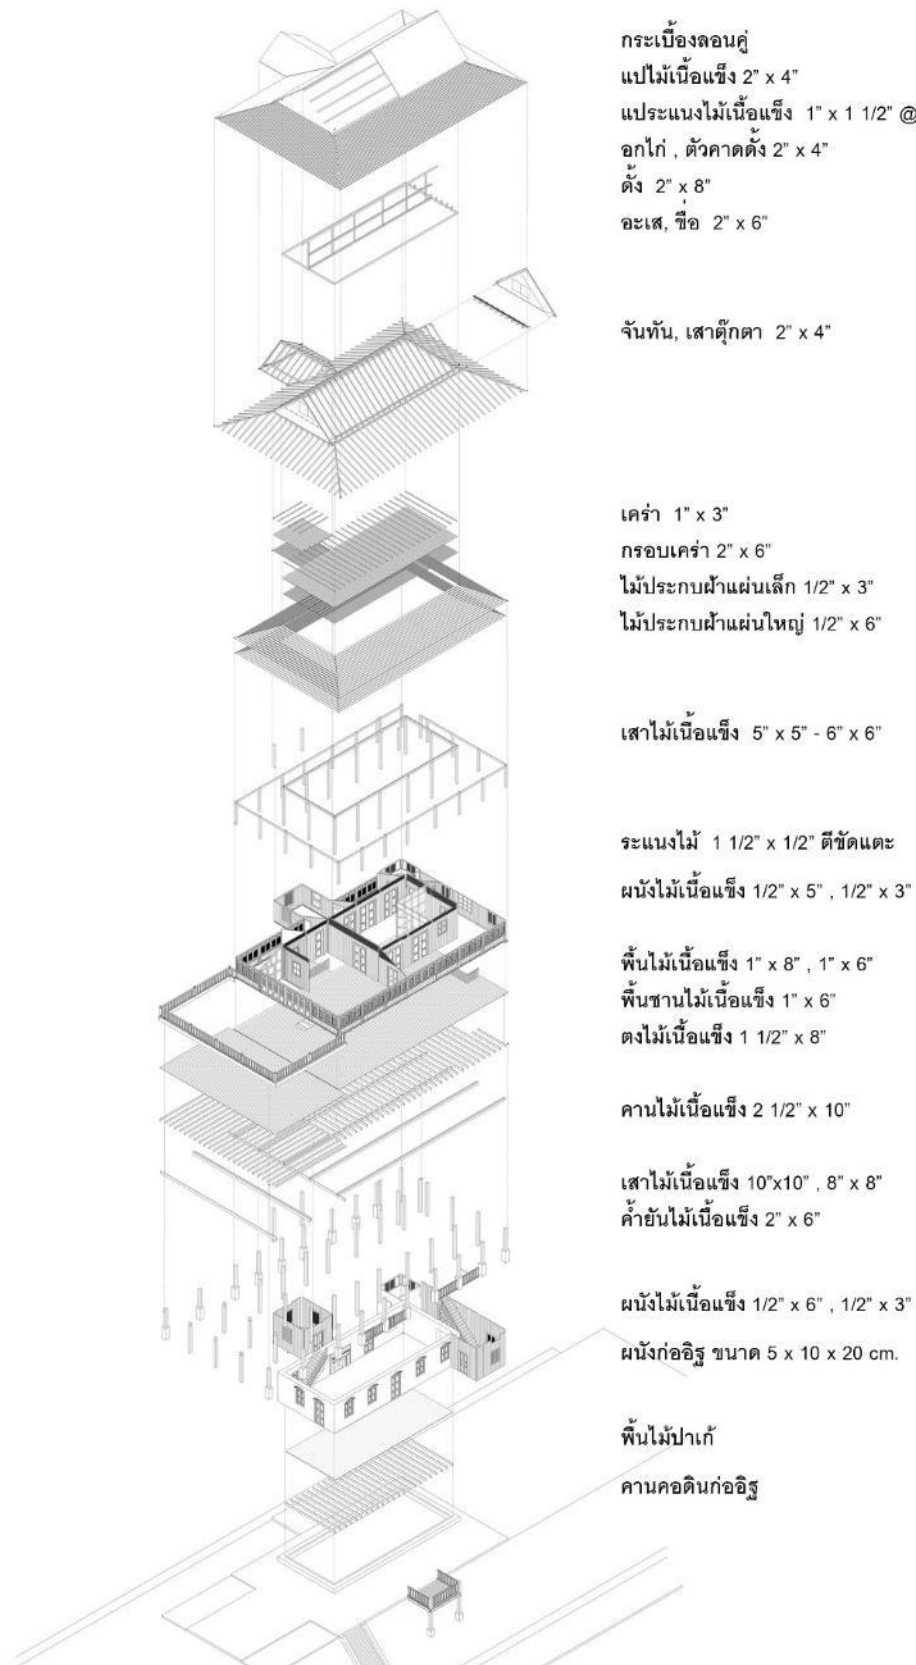 กระเบื้องลอนคู่
แปไม้เนื้อแข็ง 2” x 4”
แประแนงไม้เนื้อแข็ง 1” x 1 1/2” @
อกไก่ , ตัวคาดดั้ง 2” x 4”
ดั้ง 2” x 8”
อะเส, ขื่อ 2” x 6”
จันทัน, เสาตุ๊กตา 2” x 4”
เคร่า 1” x 3”
กรอบเคร่า 2” x 6”
ไม้ประกบฝ้าแผ่นเล็ก 1/2” x 3”
ไม้ประกบฝ้าแผ่นใหญ่ 1/2” x 6”
เสาไม้เนื้อแข็ง 5” x 5” - 6” x 6”
ระแนงไม้ 1 1/2” x 1/2” ตีขัดแตะ
ผนังไม้เนื้อแข็ง 1/2” x 5” , 1/2” x 3”
พื้นไม้เนื้อแข็ง 1” x 8” , 1” x 6”
พื้นชานไม้เนื้อแข็ง 1” x 6”
ตงไม้เนื้อแข็ง 1 1/2” x 8”
คานไม้เนื้อแข็ง 2 1/2” x 10”
เสาไม้เนื้อแข็ง 10”x10” , 8” x 8”
ค้ำยันไม้เนื้อแข็ง 2” x 6”
ผนังไม้เนื้อแข็ง 1/2” x 6” , 1/2” x 3”
ผนังก่ออิฐ ขนาด 5 x 10 x 20 cm.
พื้นไม้ปาเก้
คานคอดินก่ออิฐ